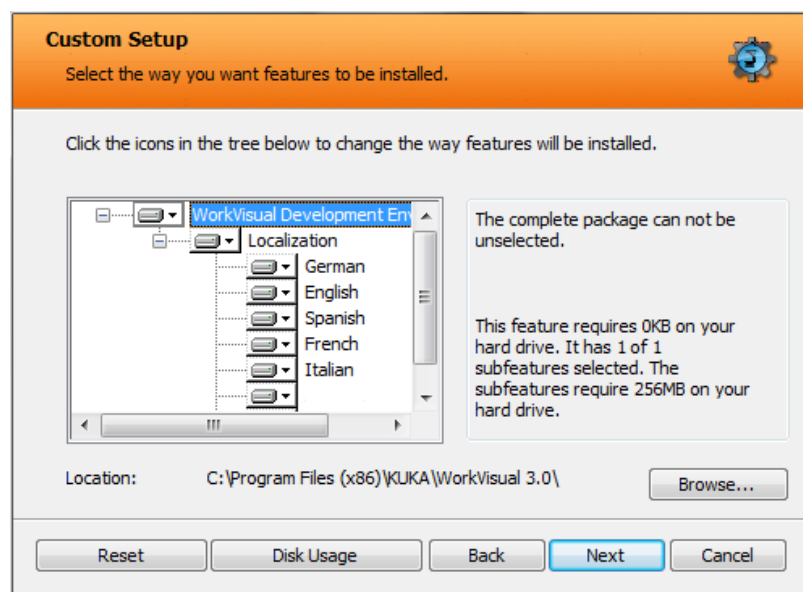 Custom Setup
Select the way you want features to be installed.
Click the icons in the tree below to change the way features will be installed.
WorkVisual Development Env
Localization
German
English
Spanish
French
Italian
The complete package can not be
unselected.
This feature requires 0KB on your
hard drive. It has 1 of 1
subfeatures selected. The
subfeatures require 256MB on your
hard drive.
Location: C:\Program Files (x86)\KUKA\WorkVisual 3.0\
Browse...
Reset Disk Usage Back Next Cancel